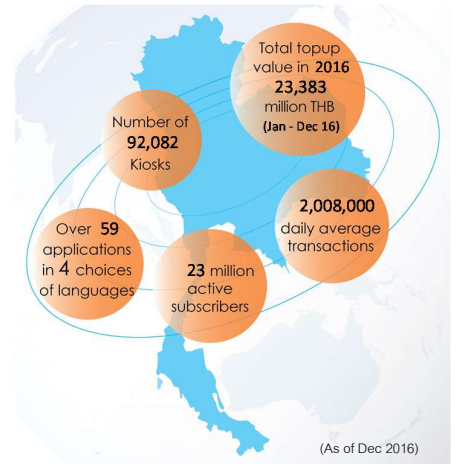 Total topup
value in 2016
23,383
million THB
(Jan - Dec 16)
Number of
92,082
Kiosks
2,008,000
daily average
transactions
Over 59
applications
in 4 choices
of languages
23 million
active
subscribers
(As of Dec 2016)